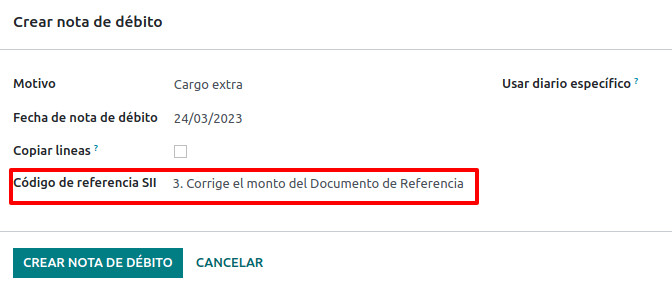 Crear nota de débito
Motivo Cargo extra Usar diario específico ?
Fecha de nota de débito 24/03/2023
Copiar lineas ?
Código de referencia SII 3. Corrige el monto del Documento de Referencia
CREAR NOTA DE DÉBITO CANCELAR